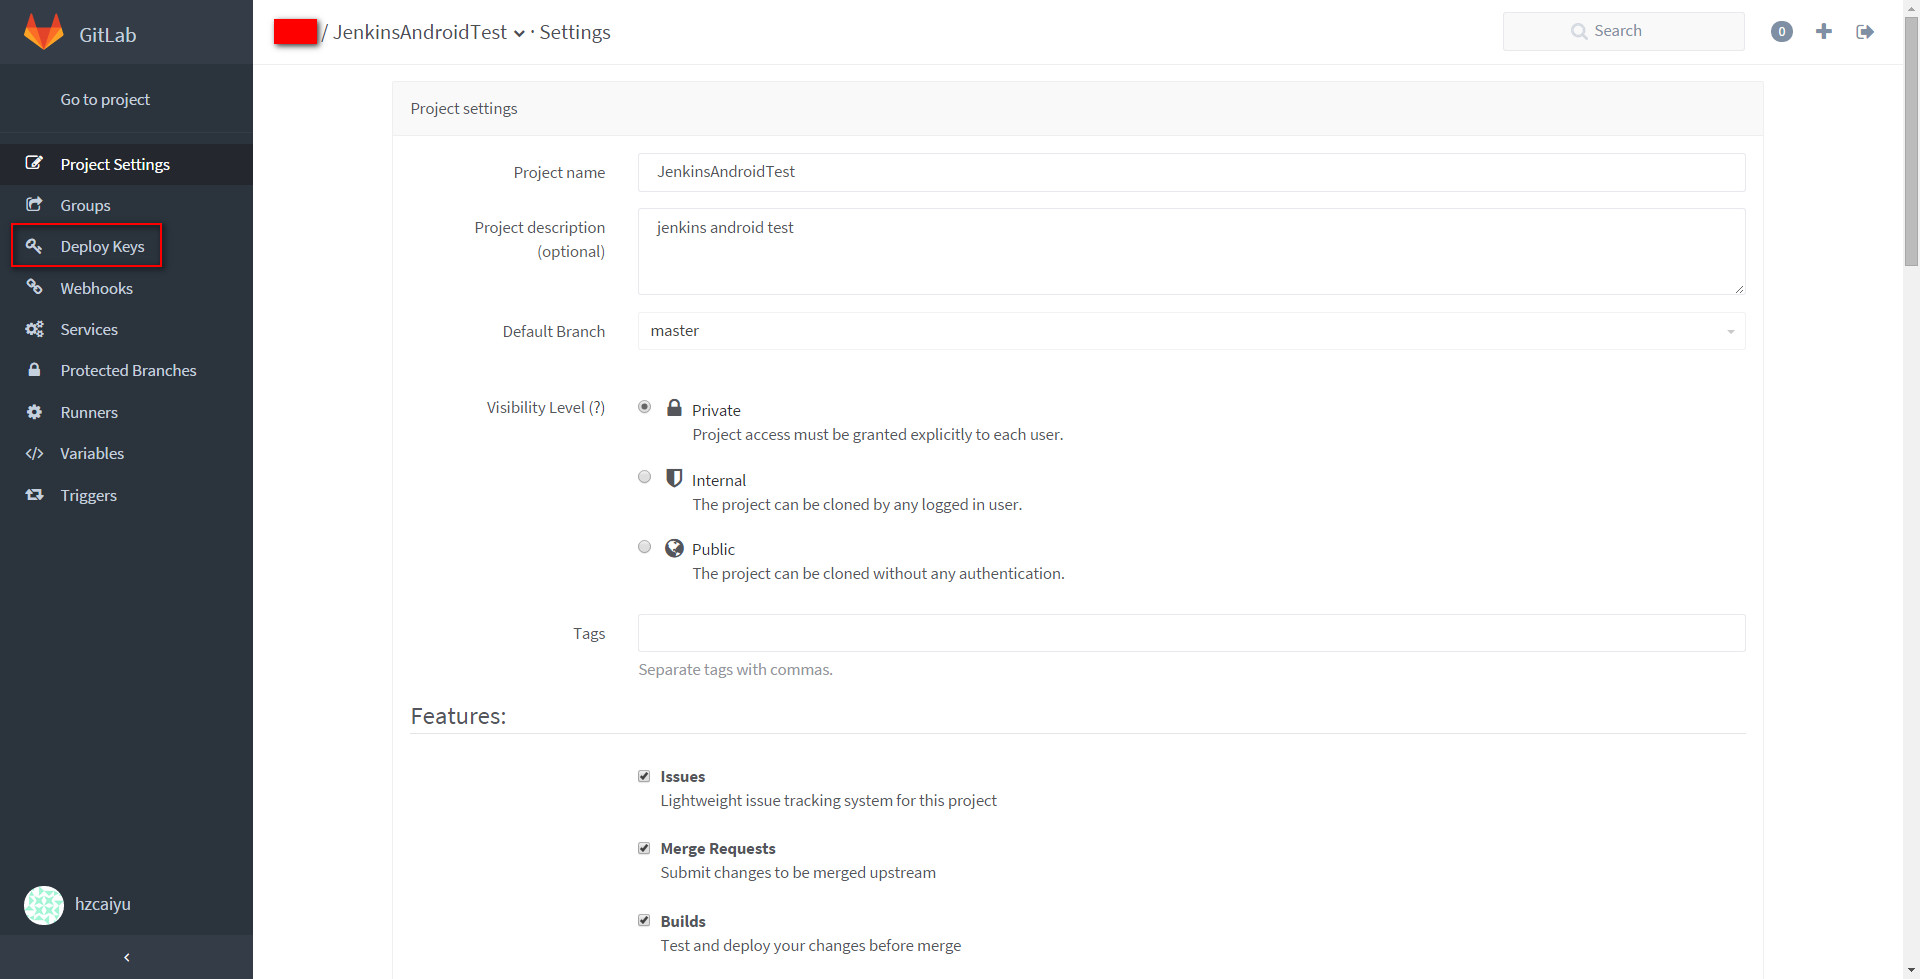 GitLab
/ JenkinsAndroidTest · Settings
Search
0
Go to project
Project Settings
Groups
Deploy Keys
Webhooks
Services
Protected Branches
Runners
Variables
Triggers
hzcaiyu
Project settings
Project name
JenkinsAndroidTest
Project description
(optional)
jenkins android test
Default Branch
master
Visibility Level (?)
Private
Project access must be granted explicitly to each user.
Internal
The project can be cloned by any logged in user.
Public
The project can be cloned without any authentication.
Tags
Separate tags with commas.
Features:
Issues
Lightweight issue tracking system for this project
Merge Requests
Submit changes to be merged upstream
Builds
Test and deploy your changes before merge